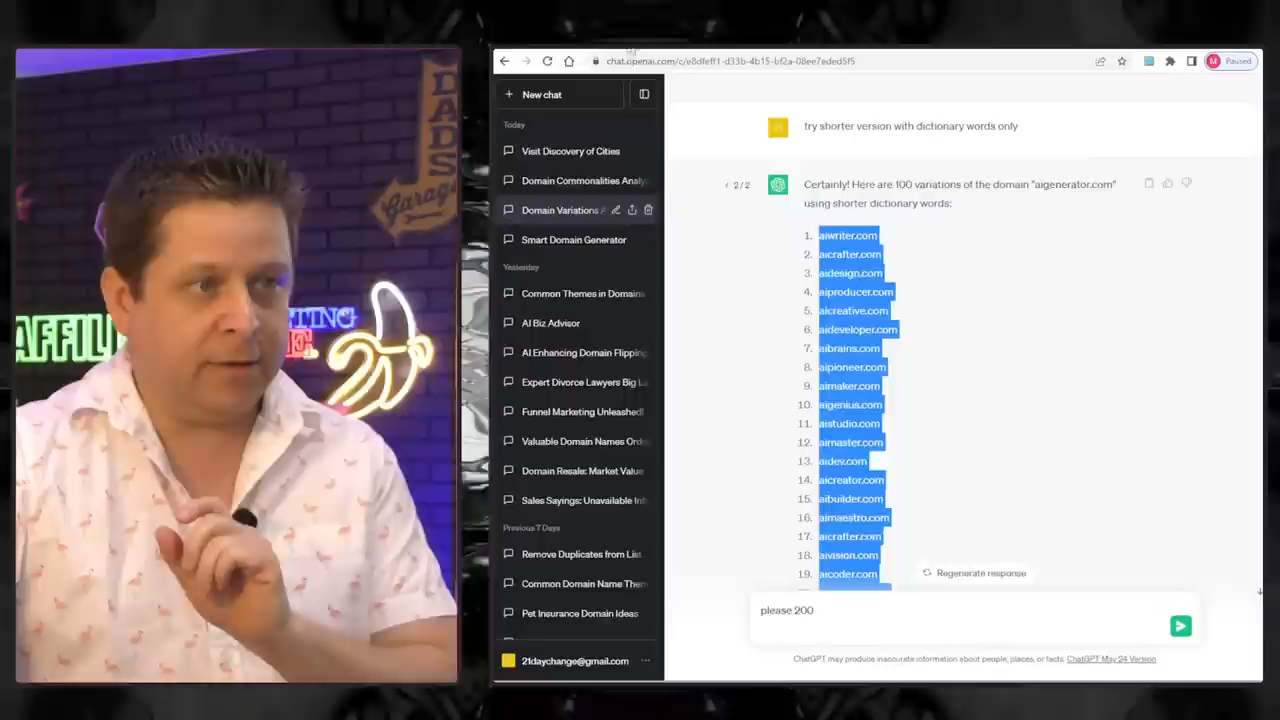 DADS
Garage
AFFILI
TING
E.
chat.openai.com/c/e8dfeff1-d33b-4b15-bf2a-08ee7eded5f5
M
Paused
+ New chat
Today
Visit Discovery of Cities
Domain Commonalities Analy
Domain Variations
Smart Domain Generator
Yesterday
Common Themes in Domains
AI Biz Advisor
AI Enhancing Domain Flipping
Expert Divorce Lawyers Big La
Funnel Marketing Unleashed!
Valuable Domain Names Ord
Domain Resale: Market Value
Sales Sayings: Unavailable Inf
Previous 7 Days
Remove Duplicates from List
Common Domain Name Them
Pet Insurance Domain Ideas
21daychange@gmail.com ...
try shorter version with dictionary words only
‹ 2/2
Certainly! Here are 100 variations of the domain "aigenerator.com"
using shorter dictionary words:
1. aiwriter.com
2. aicrafter.com
3. aidesign.com
4. aiproducer.com
5. aicreative.com
6. aideveloper.com
7. aibrains.com
8. aipioneer.com
9. aimaker.com
10. aigenius.com
11. aistudio.com
12. aimaster.com
13. aidev.com
14. aicreator.com
15. aibuilder.com
16. aimaestro.com
17. aicrafter.com
18. aivision.com
19. aicoder.com
Regenerate response
please 200
ChatGPT may produce inaccurate information about people, places, or facts. ChatGPT May 24 Version